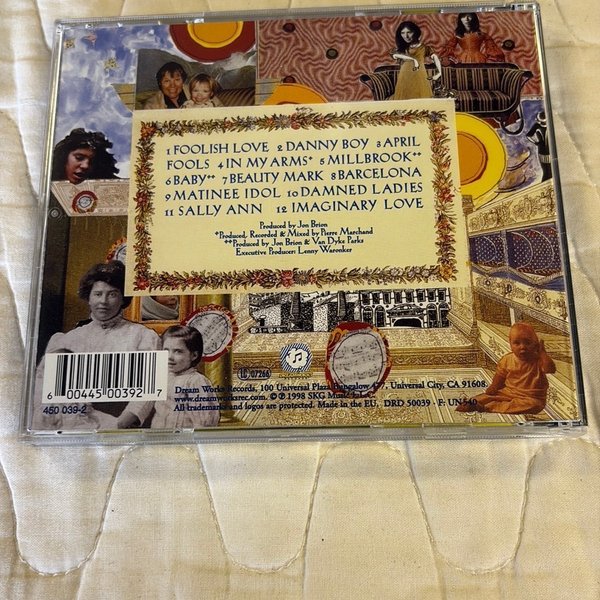 1 FOOLISH LOVE 2 DANNY BOY 3 APRIL
FOOLS 4 IN MY ARMS* 5 MILLBROOK**
6 BABY** 7 BEAUTY MARK 8 BARCELONA
9 MATINEE IDOL 10 DAMNED LADIES
11 SALLY ANN 12 IMAGINARY LOVE
Produced by Jon Brion
*Produced, Recorded & Mixed by Pierre Marchand
**Produced by Jon Brion & Van Dyke Parks
Executive Producer: Lenny Waronker
6 00445 00392 7
450 039-2
LC 07266
Dream Works Records, 100 Universal Plaza, Bungalow 477, Universal City, CA 91608.
www.dreamworksrec.com. © ℗ 1998 SKG Music L.L.C.
All trademarks and logos are protected. Made in the EU. DRD 50039 · F: UN 540